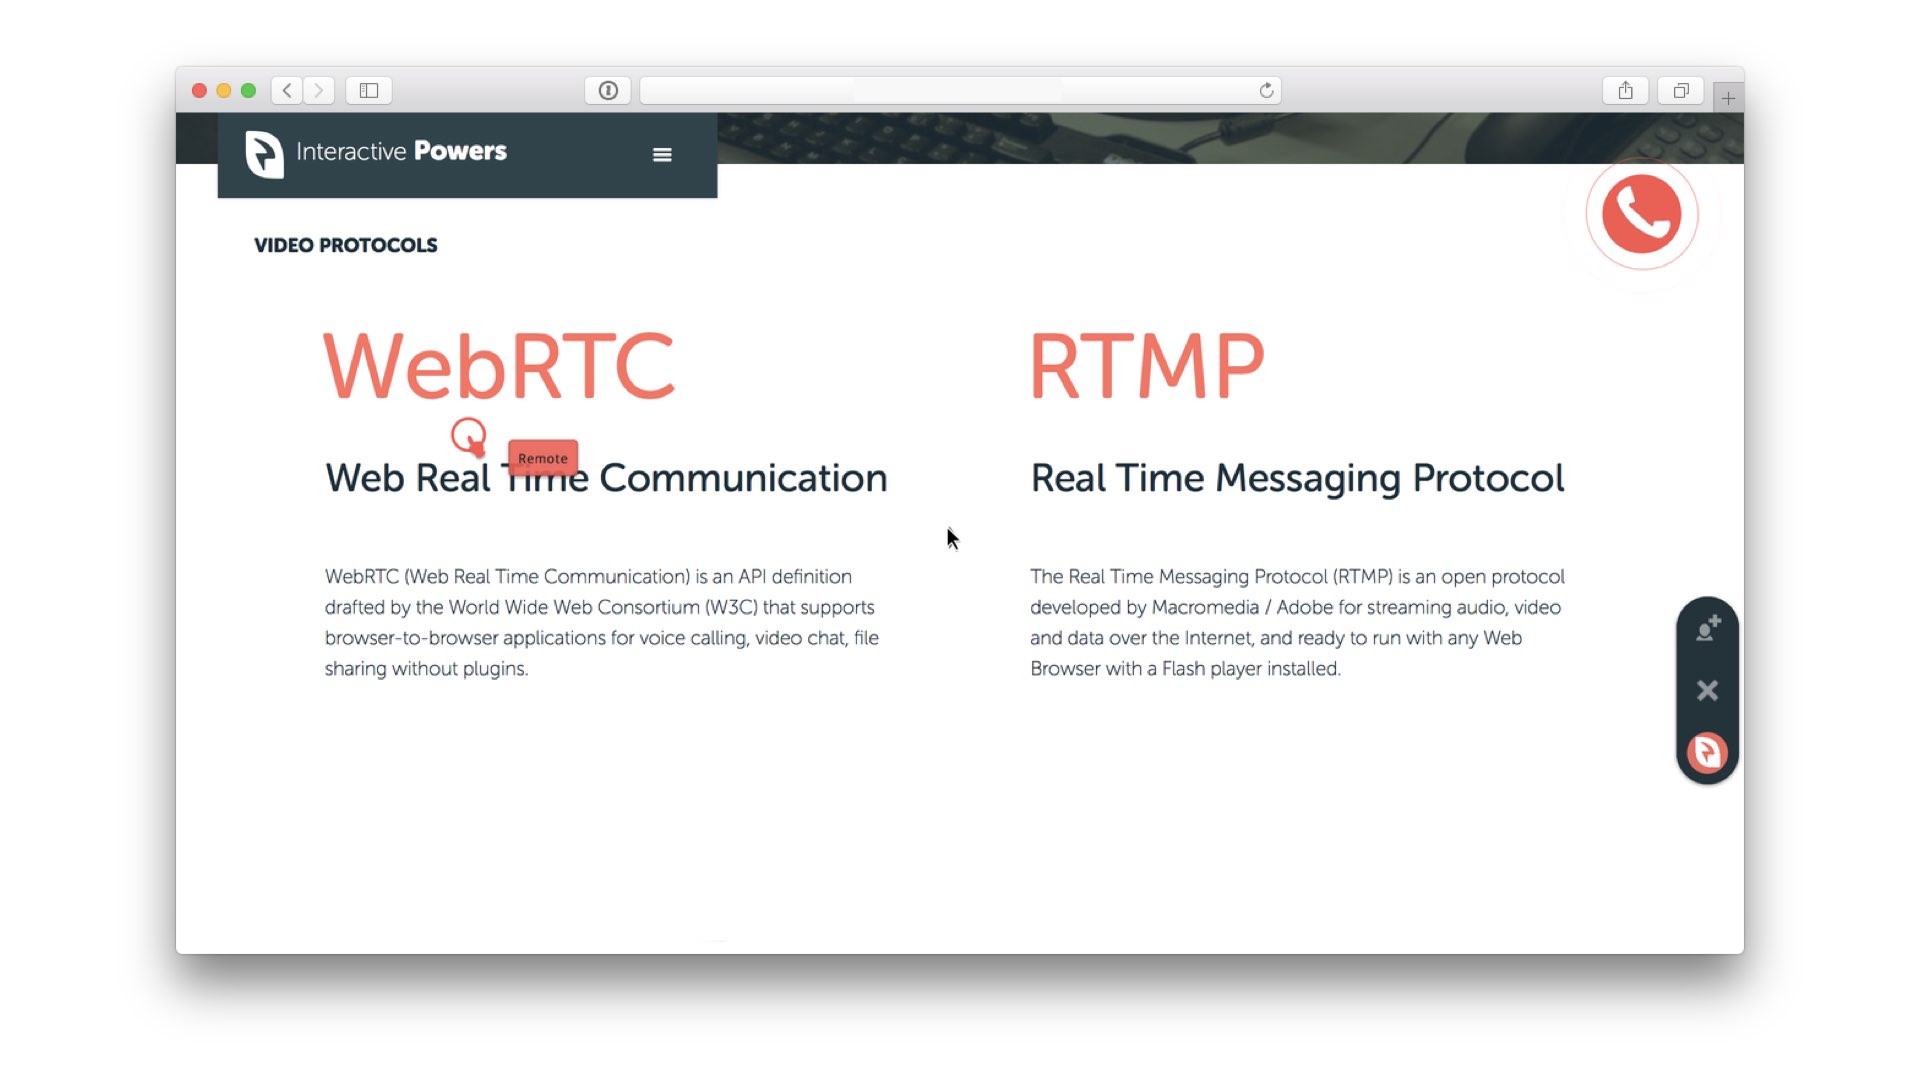 Interactive Powers
VIDEO PROTOCOLS
WebRTC
Remote
Web Real Time Communication
WebRTC (Web Real Time Communication) is an API definition
drafted by the World Wide Web Consortium (W3C) that supports
browser-to-browser applications for voice calling, video chat, file
sharing without plugins.
RTMP
Real Time Messaging Protocol
The Real Time Messaging Protocol (RTMP) is an open protocol
developed by Macromedia / Adobe for streaming audio, video
and data over the Internet, and ready to run with any Web
Browser with a Flash player installed.